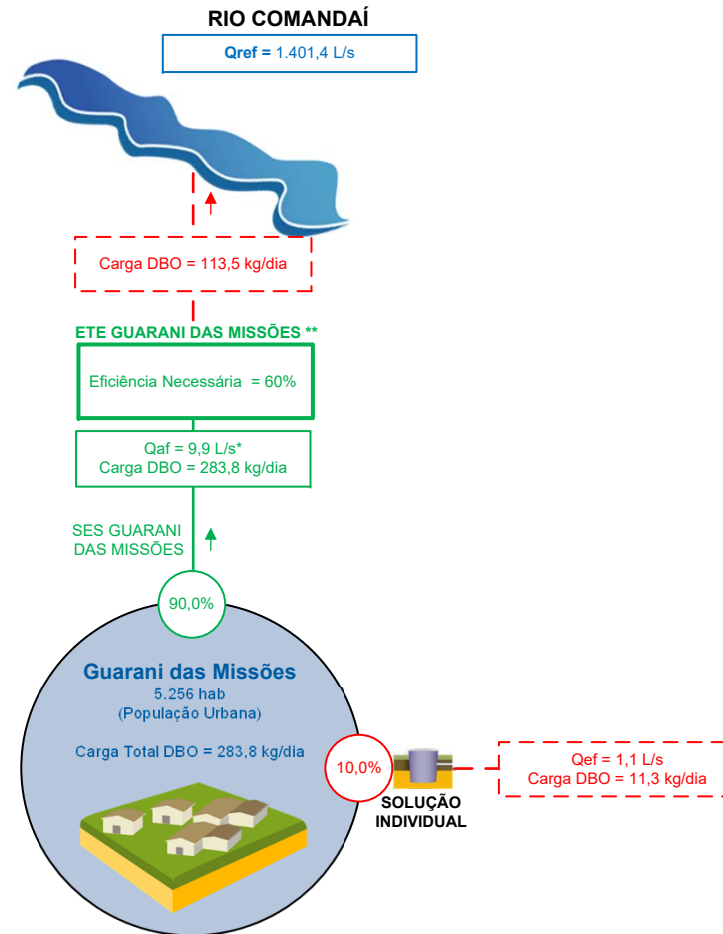 RIO COMANDAÍ
Qref = 1.401,4 L/s
Carga DBO = 113,5 kg/dia
ETE GUARANI DAS MISSÕES **
Eficiência Necessária = 60%
Qaf = 9,9 L/s*
Carga DBO = 283,8 kg/dia
SES GUARANI
DAS MISSÕES
90,0%
Guarani das Missões
5.256 hab
(População Urbana)
Carga Total DBO = 283,8 kg/dia
10,0%
SOLUÇÃO
INDIVIDUAL
Qef = 1,1 L/s
Carga DBO = 11,3 kg/dia